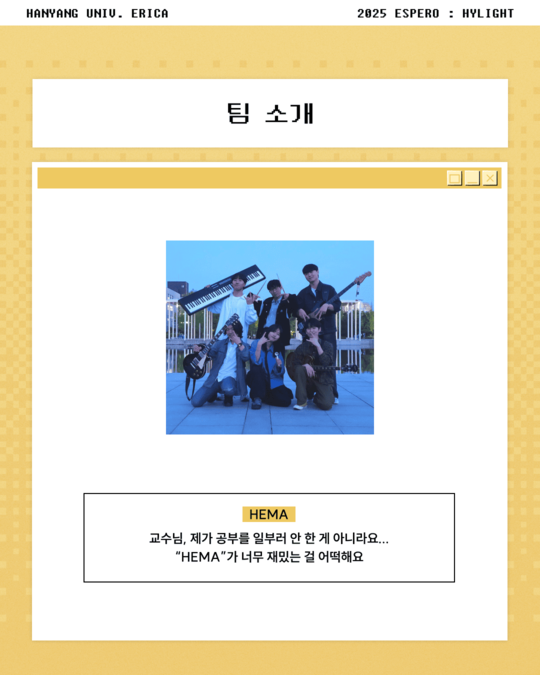 HANYANG UNIV. ERICA
2025 ESPERO : HYLIGHT
팀 소개
HEMA
교수님, 제가 공부를 일부러 안 한 게 아니라요...
“HEMA”가 너무 재밌는 걸 어떡해요